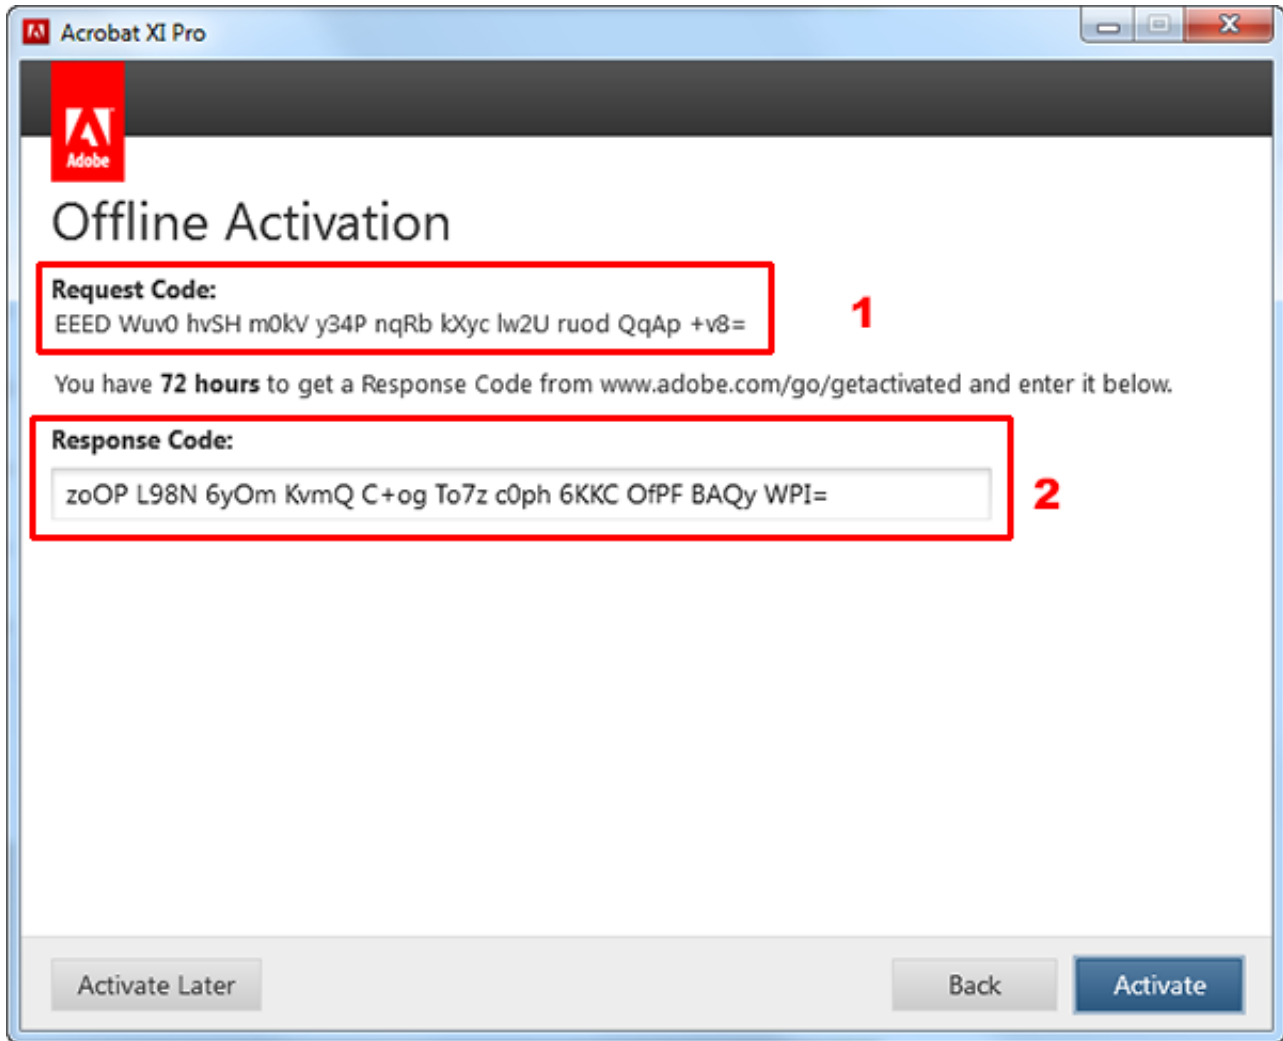 Acrobat XI Pro
Adobe
Offline Activation
Request Code:
EEED Wuv0 hvSH m0kV y34P nqRb kXyc lw2U ruod QqAp +v8=
1
You have 72 hours to get a Response Code from www.adobe.com/go/getactivated and enter it below.
Response Code:
zoOP L98N 6yOm KvmQ C+og To7z c0ph 6KKC OfPF BAQy WPI=
2
Activate Later
Back
Activate